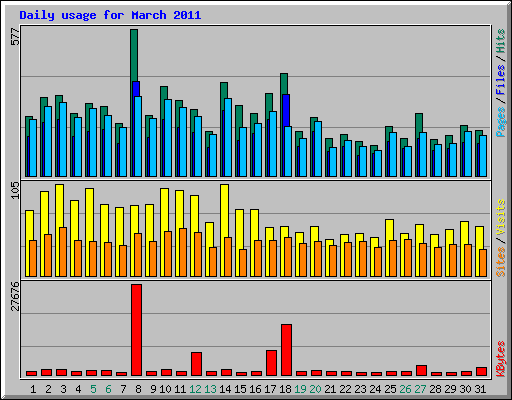 Daily usage for March 2011
577
Pages / Files / Hits
105
Sites / Visits
27676
KBytes
1 2 3 4 5 6 7 8 9 10 11 12 13 14 15 16 17 18 19 20 21 22 23 24 25 26 27 28 29 30 31